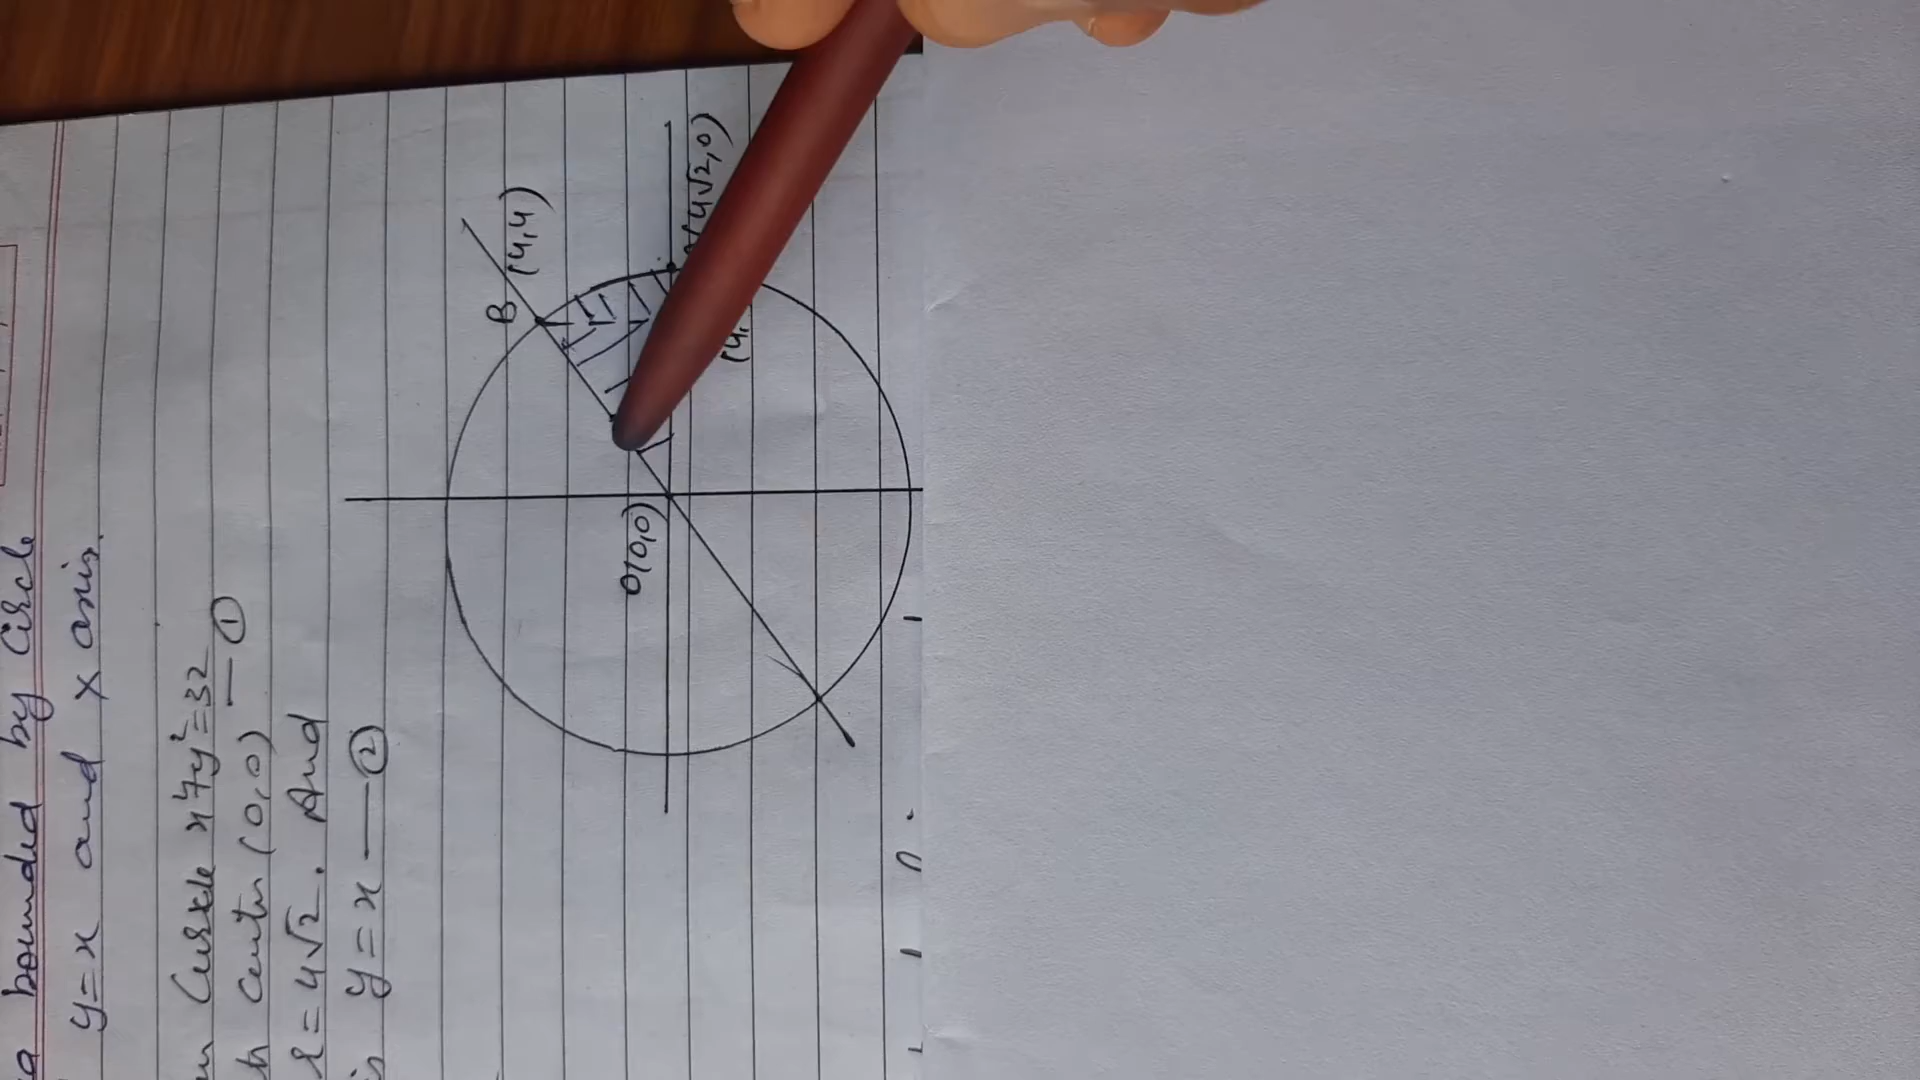 bounded by Circle
y=x and x axis.
Circle x²+y²=32
centre (0,0) — ①
r=4√2. And
y=x — ②
B (4,4)
O(0,0)
(4√2,0)
(4,